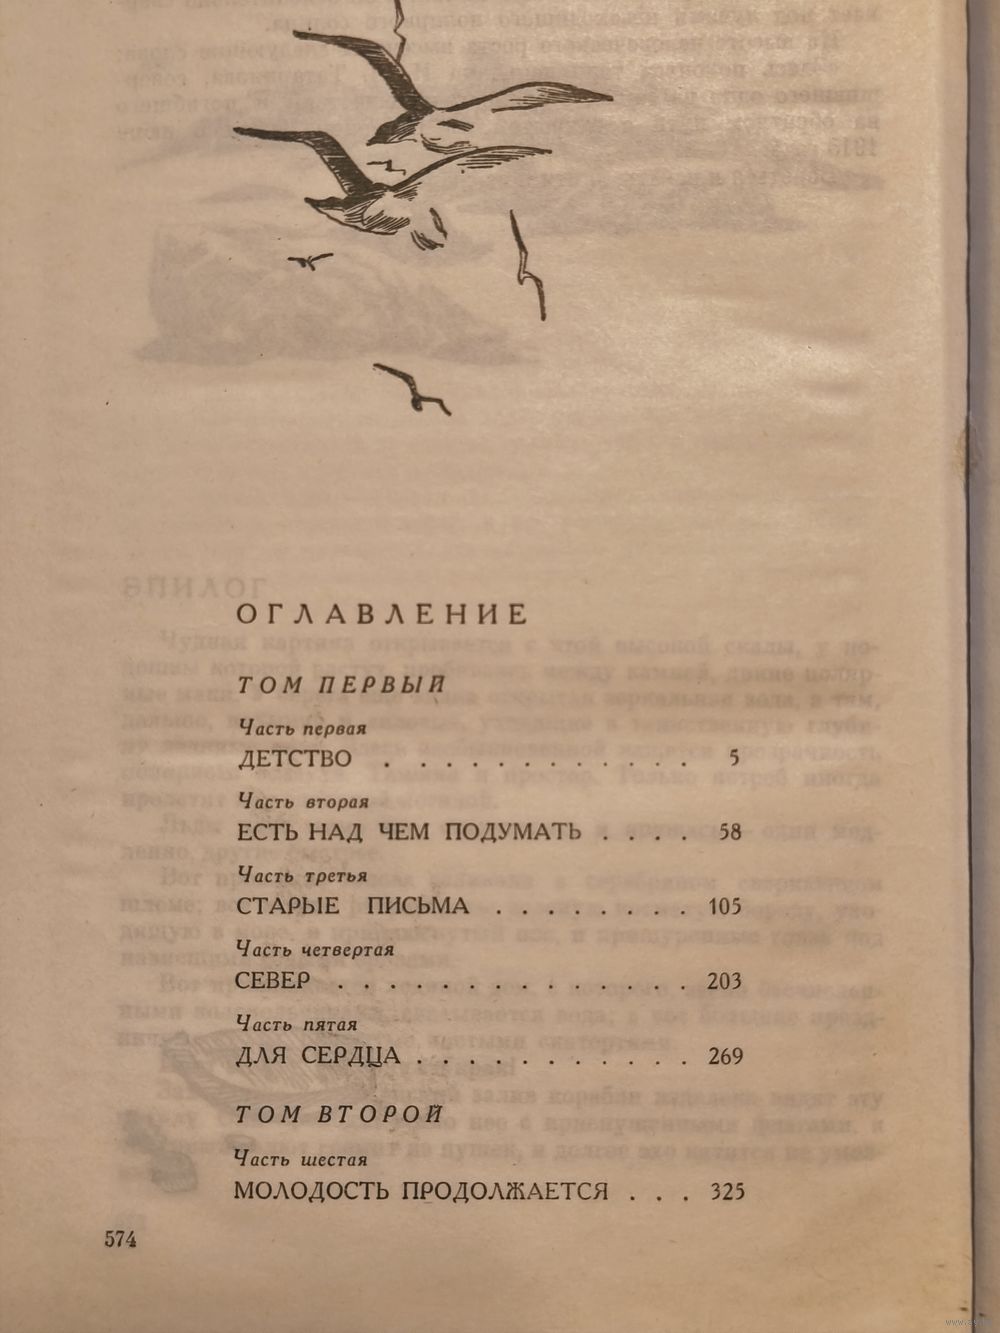 ОГЛАВЛЕНИЕ
ТОМ ПЕРВЫЙ
Часть первая
ДЕТСТВО . . . . . . . . . . . . . 5
Часть вторая
ЕСТЬ НАД ЧЕМ ПОДУМАТЬ . . . . 58
Часть третья
СТАРЫЕ ПИСЬМА . . . . . . . . . 105
Часть четвертая
СЕВЕР . . . . . . . . . . . . . . 203
Часть пятая
ДЛЯ СЕРДЦА . . . . . . . . . . . 269
ТОМ ВТОРОЙ
Часть шестая
МОЛОДОСТЬ ПРОДОЛЖАЕТСЯ . . . 325
574